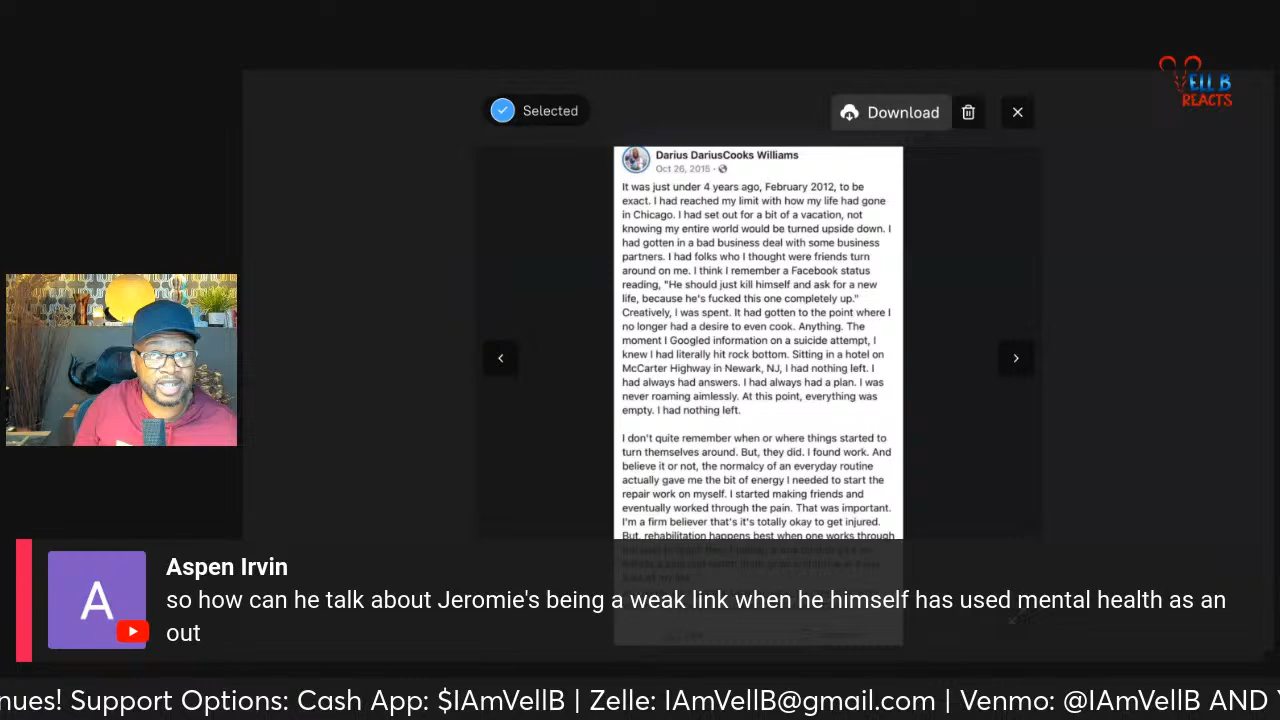 VELL B
REACTS
Selected
Download
Darius DariusCooks Williams
Oct 26, 2015 ·
It was just under 4 years ago, February 2012, to be
exact. I had reached my limit with how my life had gone
in Chicago. I had set out for a bit of a vacation, not
knowing my entire world would be turned upside down. I
had gotten in a bad business deal with some business
partners. I had folks who I thought were friends turn
around on me. I think I remember a Facebook status
reading, "He should just kill himself and ask for a new
life, because he's fucked this one completely up."
Creatively, I was spent. It had gotten to the point where I
no longer had a desire to even cook. Anything. The
moment I Googled information on a suicide attempt, I
knew I had literally hit rock bottom. Sitting in a hotel on
McCarter Highway in Newark, NJ, I had nothing left. I
had always had answers. I had always had a plan. I was
never roaming aimlessly. At this point, everything was
empty. I had nothing left.
I don't quite remember when or where things started to
turn themselves around. But, they did. I found work. And
believe it or not, the normalcy of an everyday routine
actually gave me the bit of energy I needed to start the
repair work on myself. I started making friends and
eventually worked through the pain. That was important.
I'm a firm believer that's it's totally okay to get injured.
But, rehabilitation happens best when one works through
A
Aspen Irvin
so how can he talk about Jeromie's being a weak link when he himself has used mental health as an
out
nues! Support Options: Cash App: $IAmVellB | Zelle: IAmVellB@gmail.com | Venmo: @IAmVellB AND